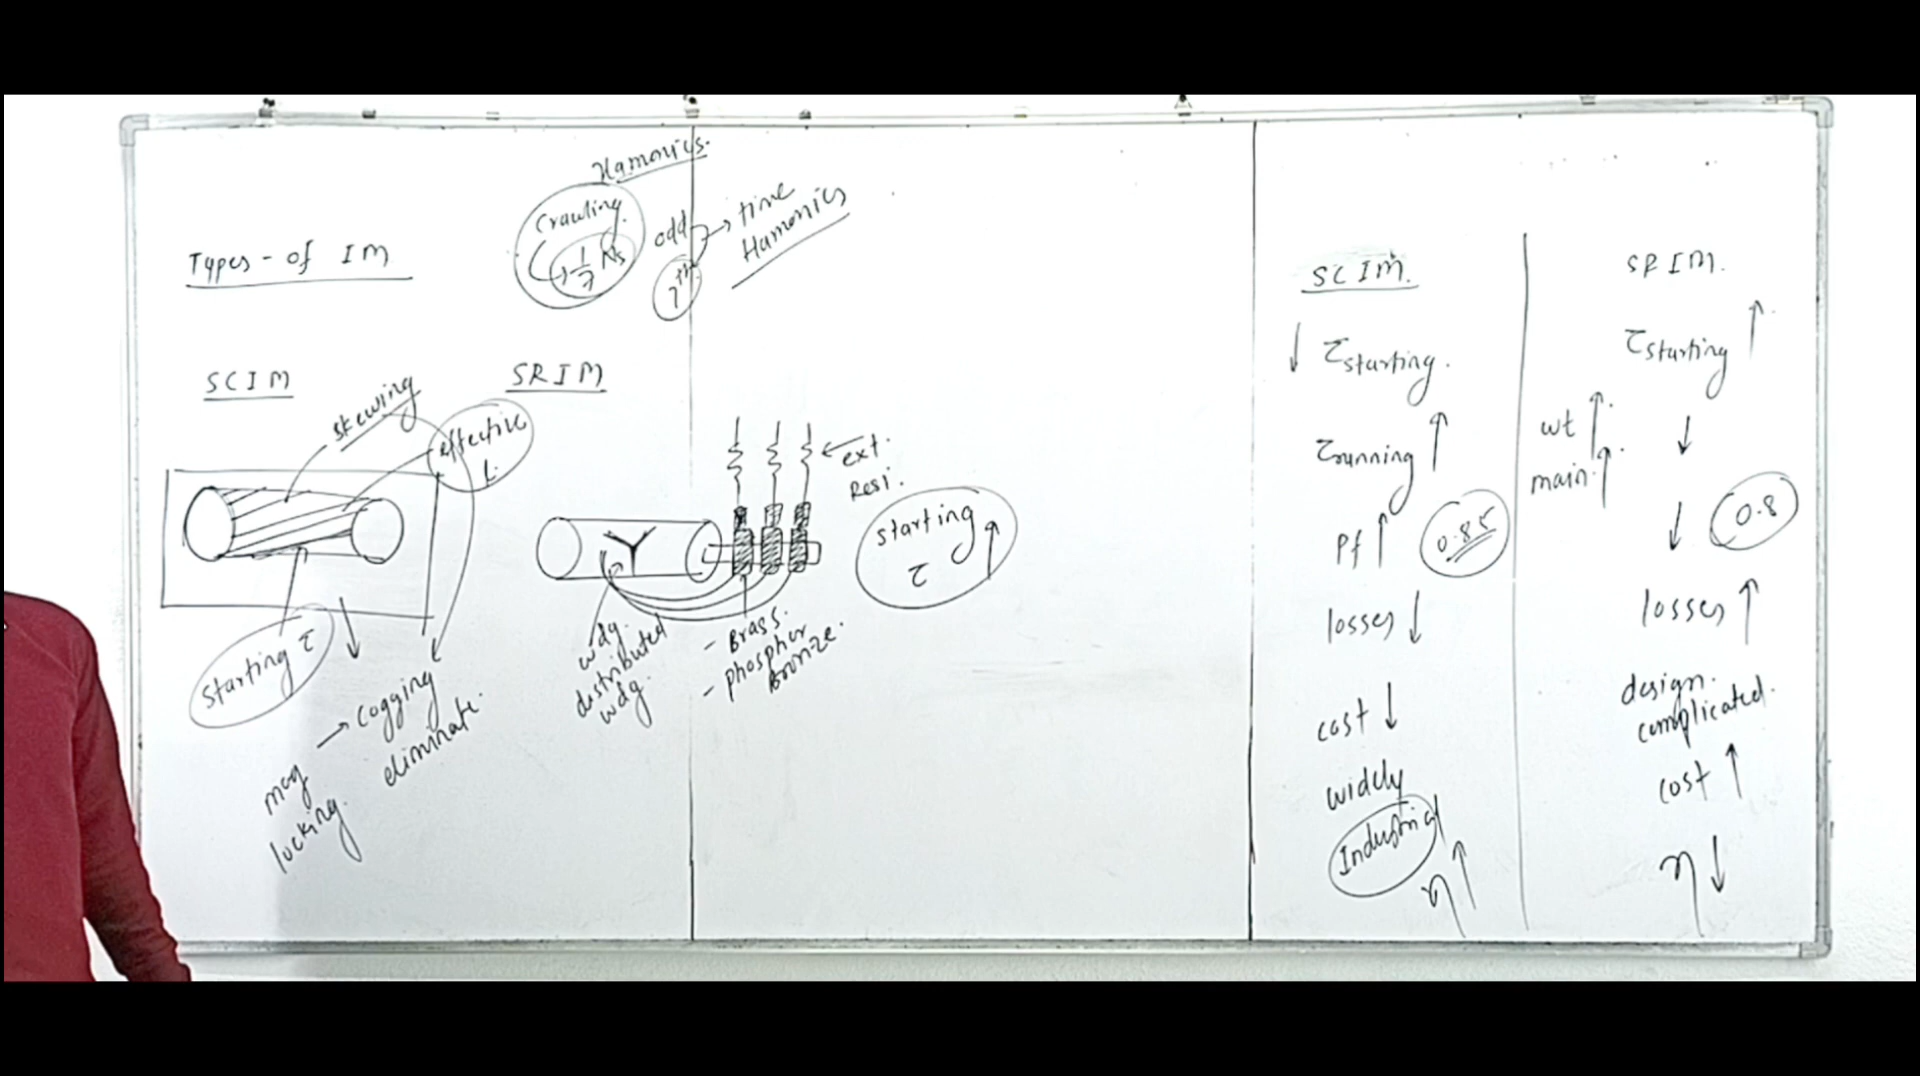 Hamonics.
Crawling
1/7 Ns
odd
7th
→ time
Hamonics
Types - of IM
SCIM
SRIM
skewing
effective
L
starting τ ↓
→ cogging
eliminate.
mag
locking.
← ext.
Resi.
starting
τ ↑
wdg.
distributed
wdg.
- Brass.
- phosphor
Bronze.
SCIM.
↓ τstarting.
τrunning ↑
Pf ↑ 0.85
losses ↓
cost ↓
widely
Industrial
η ↑
SRIM.
τstarting ↑
wt ↑. ↓
main. ↑
↓ 0.8
losses ↑
design.
complicated.
cost ↑
η ↓